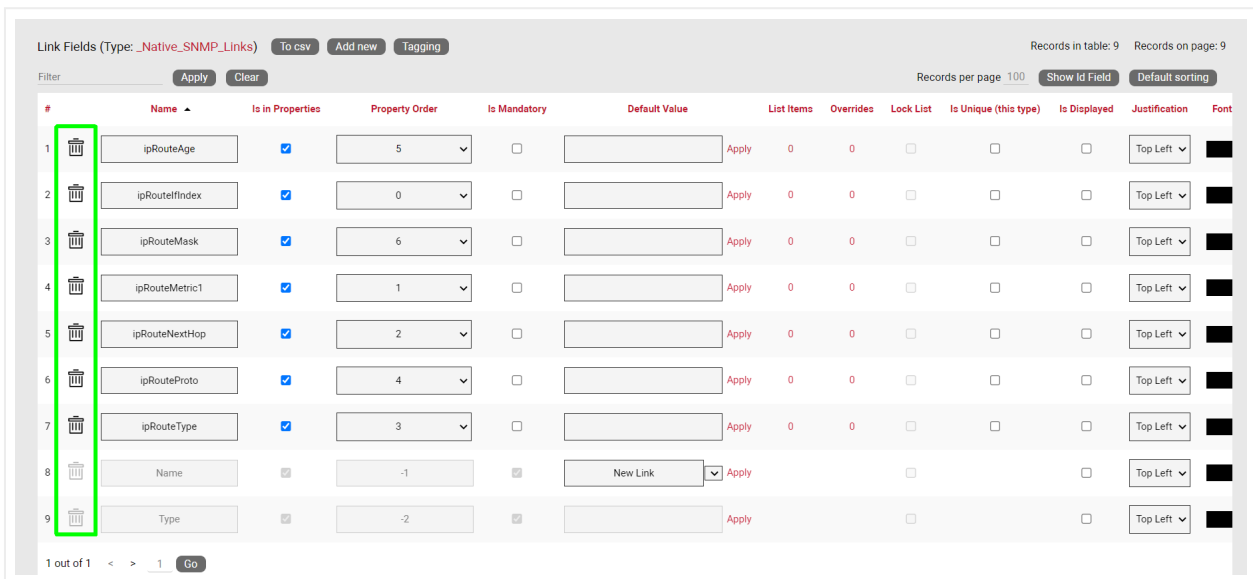 Link Fields (Type: _Native_SNMP_Links) To csv Add new Tagging Records in table: 9 Records on page: 9
Filter Apply Clear Records per page 100 Show Id Field Default sorting
# Name Is in Properties Property Order Is Mandatory Default Value List Items Overrides Lock List Is Unique (this type) Is Displayed Justification Font
1 ipRouteAge 5 Apply 0 0 Top Left
2 ipRouteIfIndex 0 Apply 0 0 Top Left
3 ipRouteMask 6 Apply 0 0 Top Left
4 ipRouteMetric1 1 Apply 0 0 Top Left
5 ipRouteNextHop 2 Apply 0 0 Top Left
6 ipRouteProto 4 Apply 0 0 Top Left
7 ipRouteType 3 Apply 0 0 Top Left
8 Name -1 New Link Apply Top Left
9 Type -2 Apply Top Left
1 out of 1 < > 1 Go